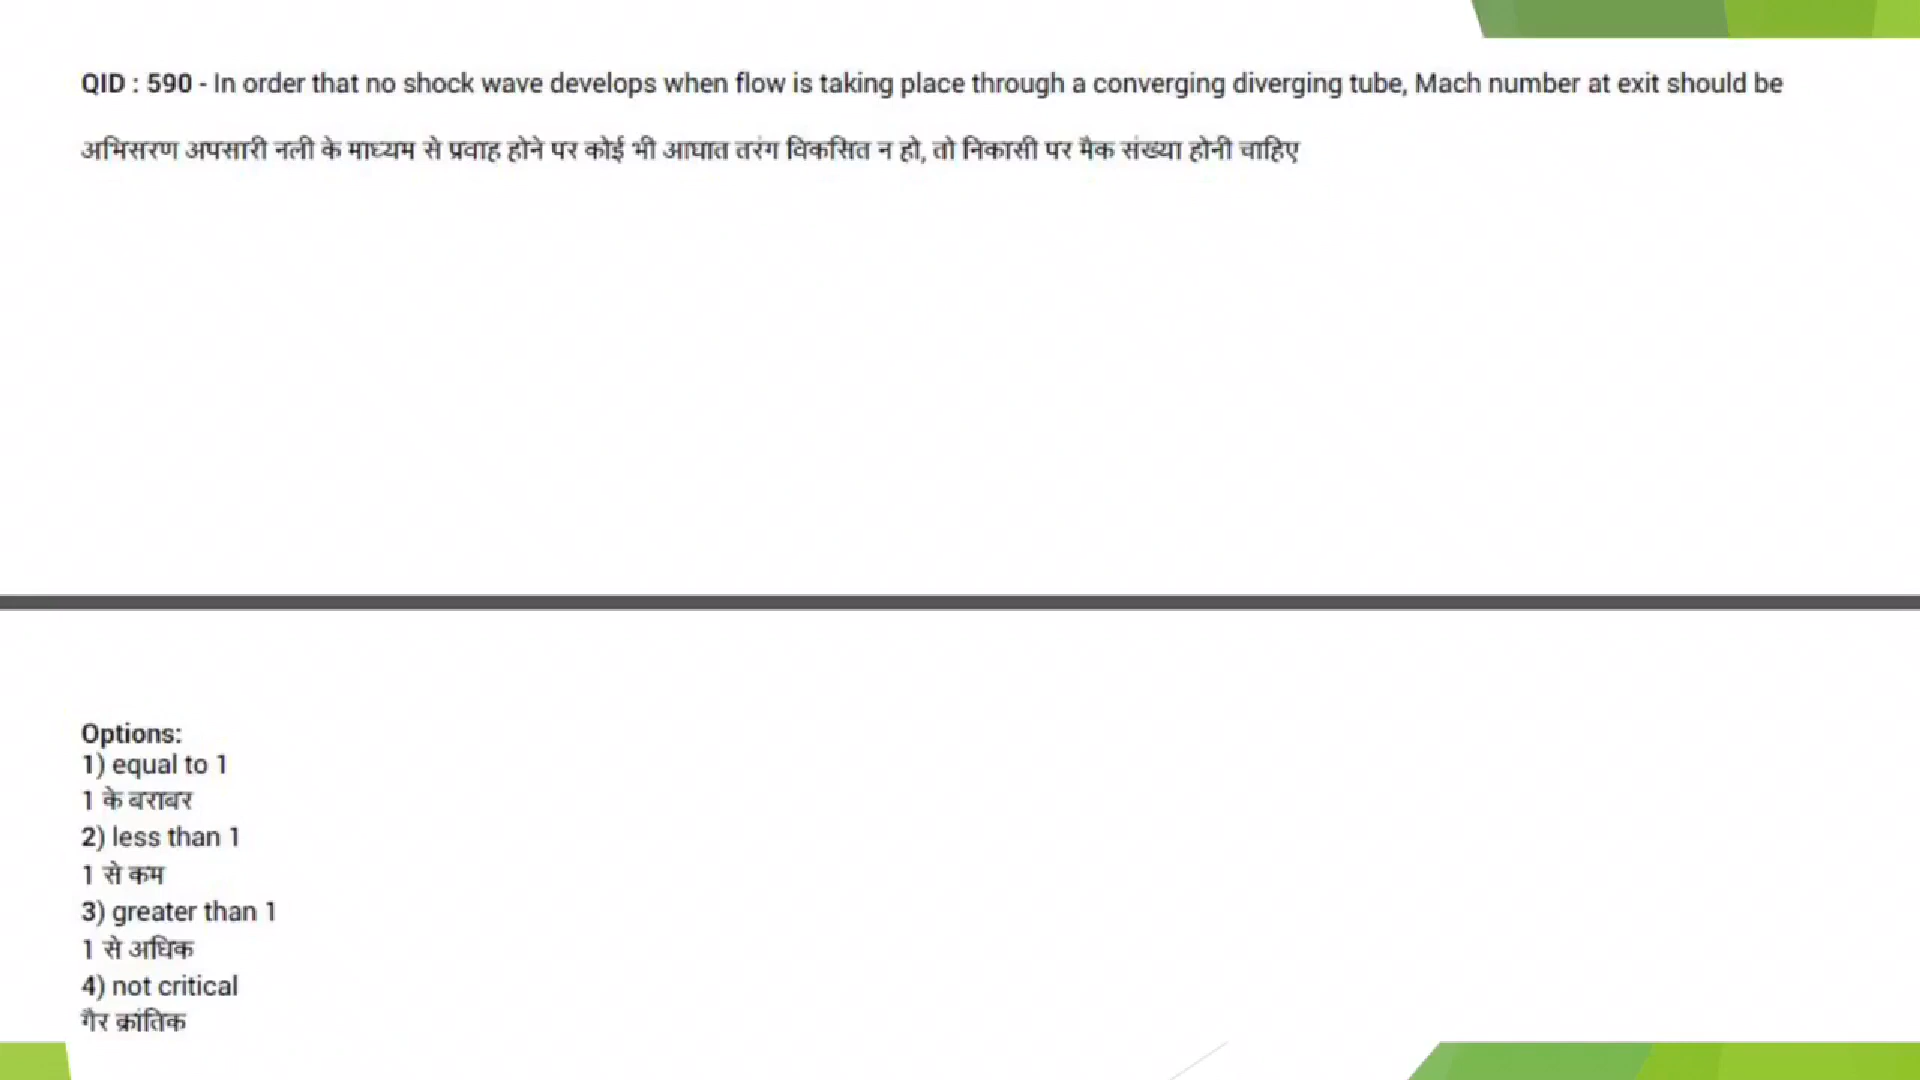 QID : 590 - In order that no shock wave develops when flow is taking place through a converging diverging tube, Mach number at exit should be
अभिसरण अपसारी नली के माध्यम से प्रवाह होने पर कोई भी आघात तरंग विकसित न हो, तो निकासी पर मैक संख्या होनी चाहिए
Options:
1) equal to 1
1 के बराबर
2) less than 1
1 से कम
3) greater than 1
1 से अधिक
4) not critical
गैर क्रांतिक